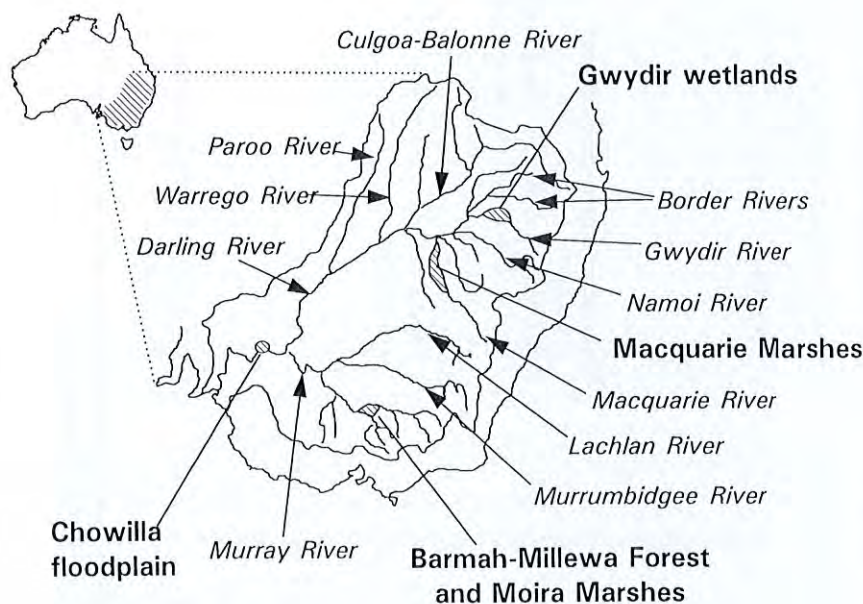 Culgoa-Balonne River
Gwydir wetlands
Paroo River
Warrego River
Border Rivers
Darling River
Gwydir River
Namoi River
Macquarie Marshes
Macquarie River
Lachlan River
Murrumbidgee River
Chowilla
floodplain
Murray River
Barmah-Millewa Forest
and Moira Marshes